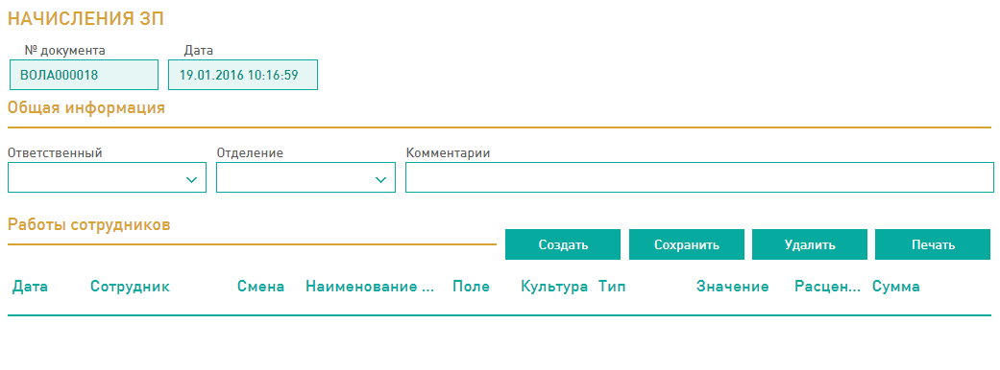 НАЧИСЛЕНИЯ ЗП
№ документа Дата
ВОЛА000018 19.01.2016 10:16:59
Общая информация
Ответственный Отделение Комментарии
Работы сотрудников
Создать Сохранить Удалить Печать
Дата Сотрудник Смена Наименование ... Поле Культура Тип Значение Расцен... Сумма